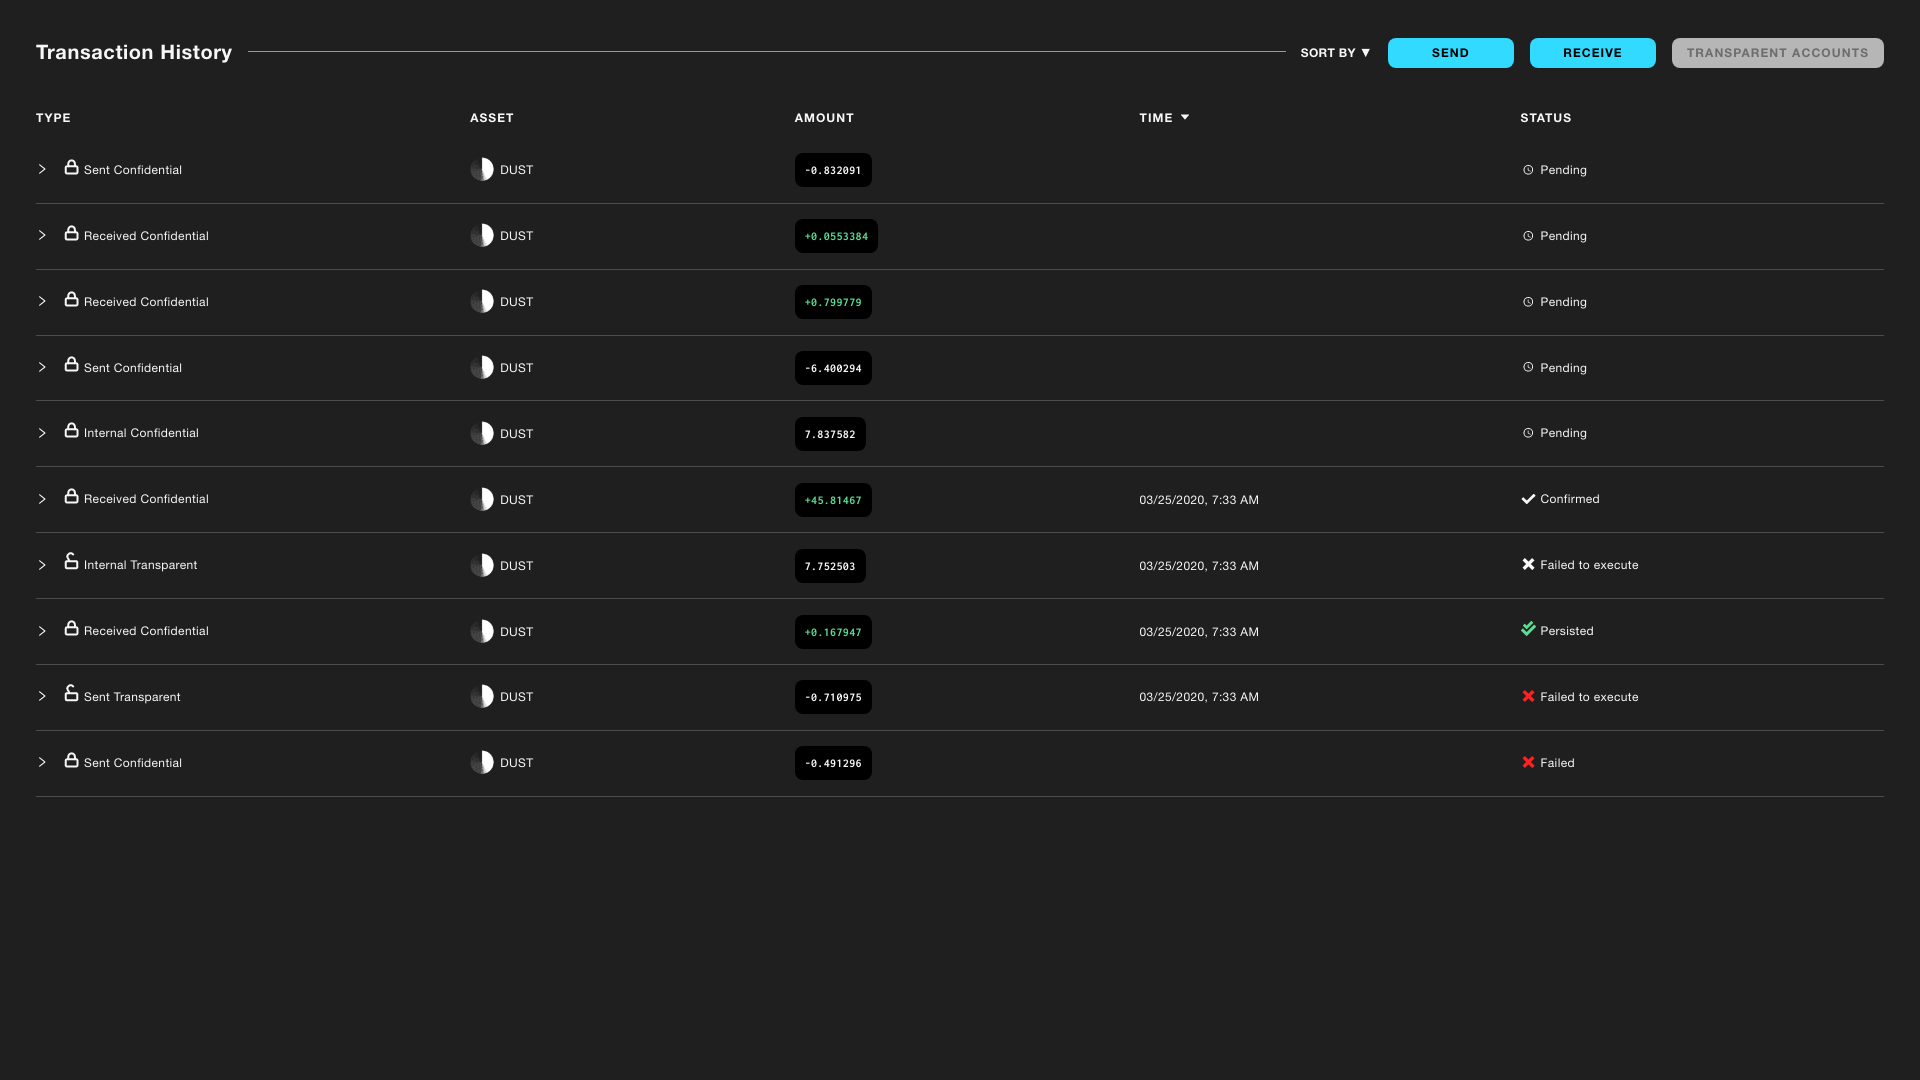 Transaction History SORT BY ▼ SEND RECEIVE TRANSPARENT ACCOUNTS
TYPE ASSET AMOUNT TIME STATUS
Sent Confidential DUST -0.832091 Pending
Received Confidential DUST +0.0553384 Pending
Received Confidential DUST +0.799779 Pending
Sent Confidential DUST -6.400294 Pending
Internal Confidential DUST 7.837582 Pending
Received Confidential DUST +45.81467 03/25/2020, 7:33 AM Confirmed
Internal Transparent DUST 7.752503 03/25/2020, 7:33 AM Failed to execute
Received Confidential DUST +0.167947 03/25/2020, 7:33 AM Persisted
Sent Transparent DUST -0.710975 03/25/2020, 7:33 AM Failed to execute
Sent Confidential DUST -0.491296 Failed